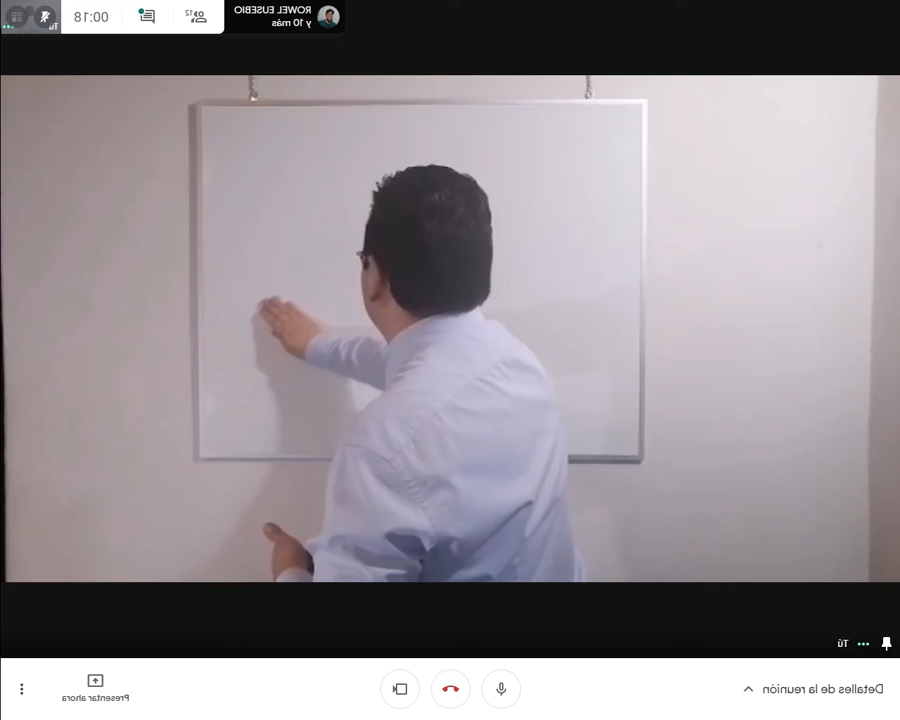 ROWEL EUSEBIO
y 10 más
12
00:18
Tú
Tú
Detalles de la reunión
Presentar ahora